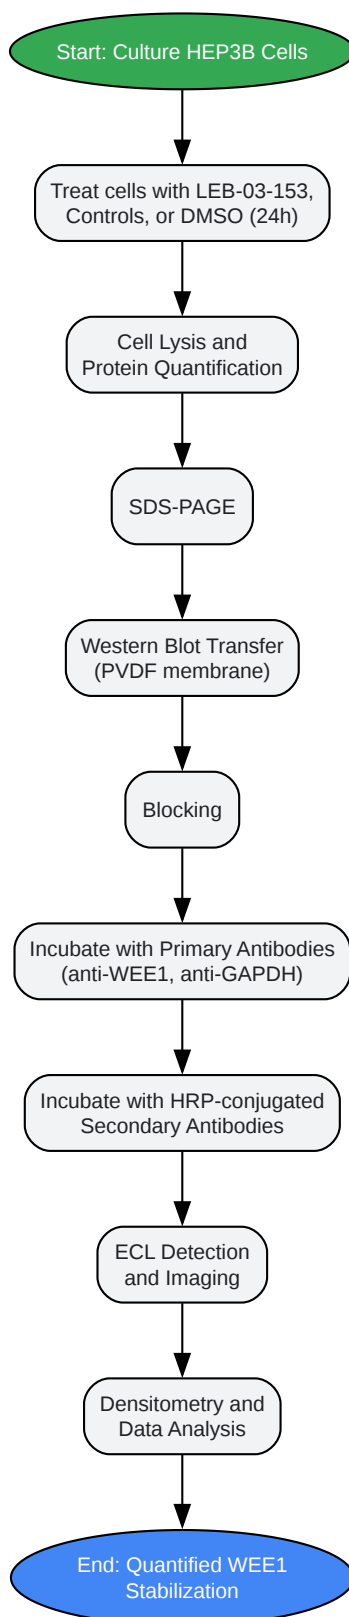 Start: Culture HEP3B Cells
Treat cells with LEB-03-153,
Controls, or DMSO (24h)
Cell Lysis and
Protein Quantification
SDS-PAGE
Western Blot Transfer
(PVDF membrane)
Blocking
Incubate with Primary Antibodies
(anti-WEE1, anti-GAPDH)
Incubate with HRP-conjugated
Secondary Antibodies
ECL Detection
and Imaging
Densitometry and
Data Analysis
End: Quantified WEE1
Stabilization